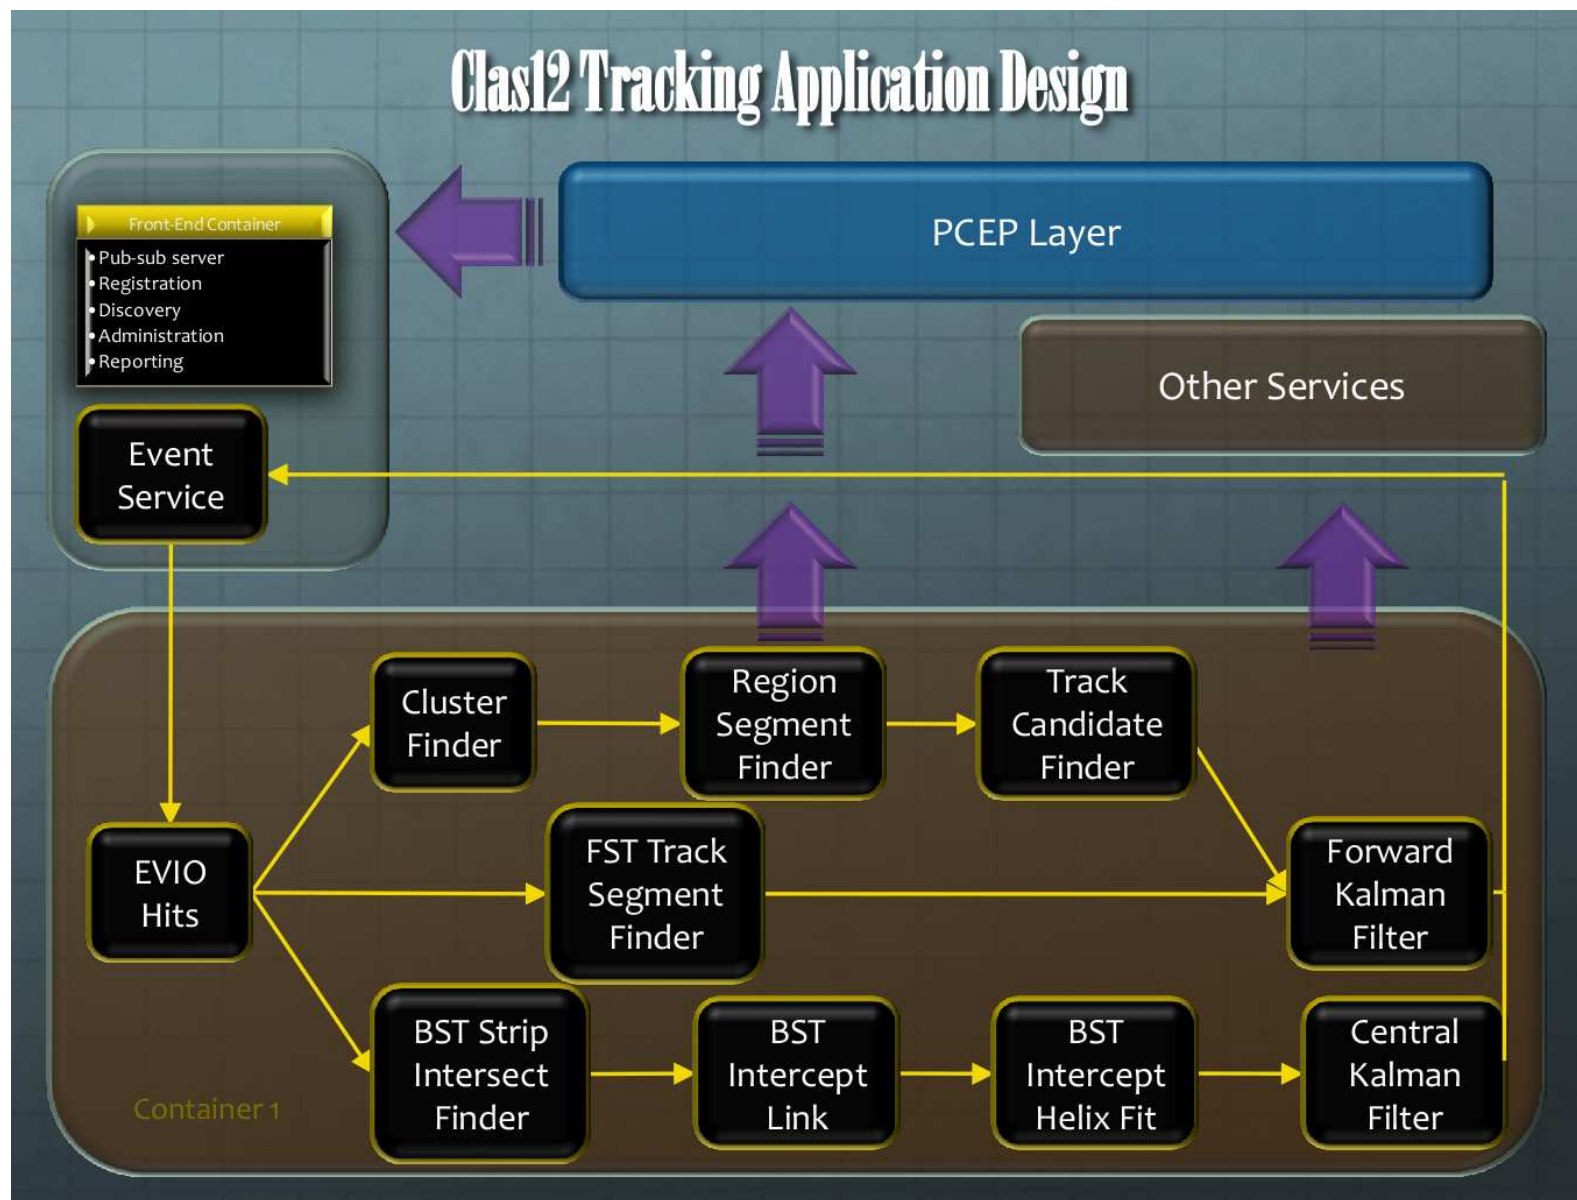 Clas12 Tracking Application Design
PCEP Layer
Front-End Container
•Pub-sub server
•Registration
•Discovery
•Administration
•Reporting
Other Services
Event
Service
Cluster
Finder
Region
Segment
Finder
Track
Candidate
Finder
EVIO
Hits
FST Track
Segment
Finder
Forward
Kalman
Filter
BST Strip
Intersect
Finder
BST
Intercept
Link
BST
Intercept
Helix Fit
Central
Kalman
Filter
Container 1